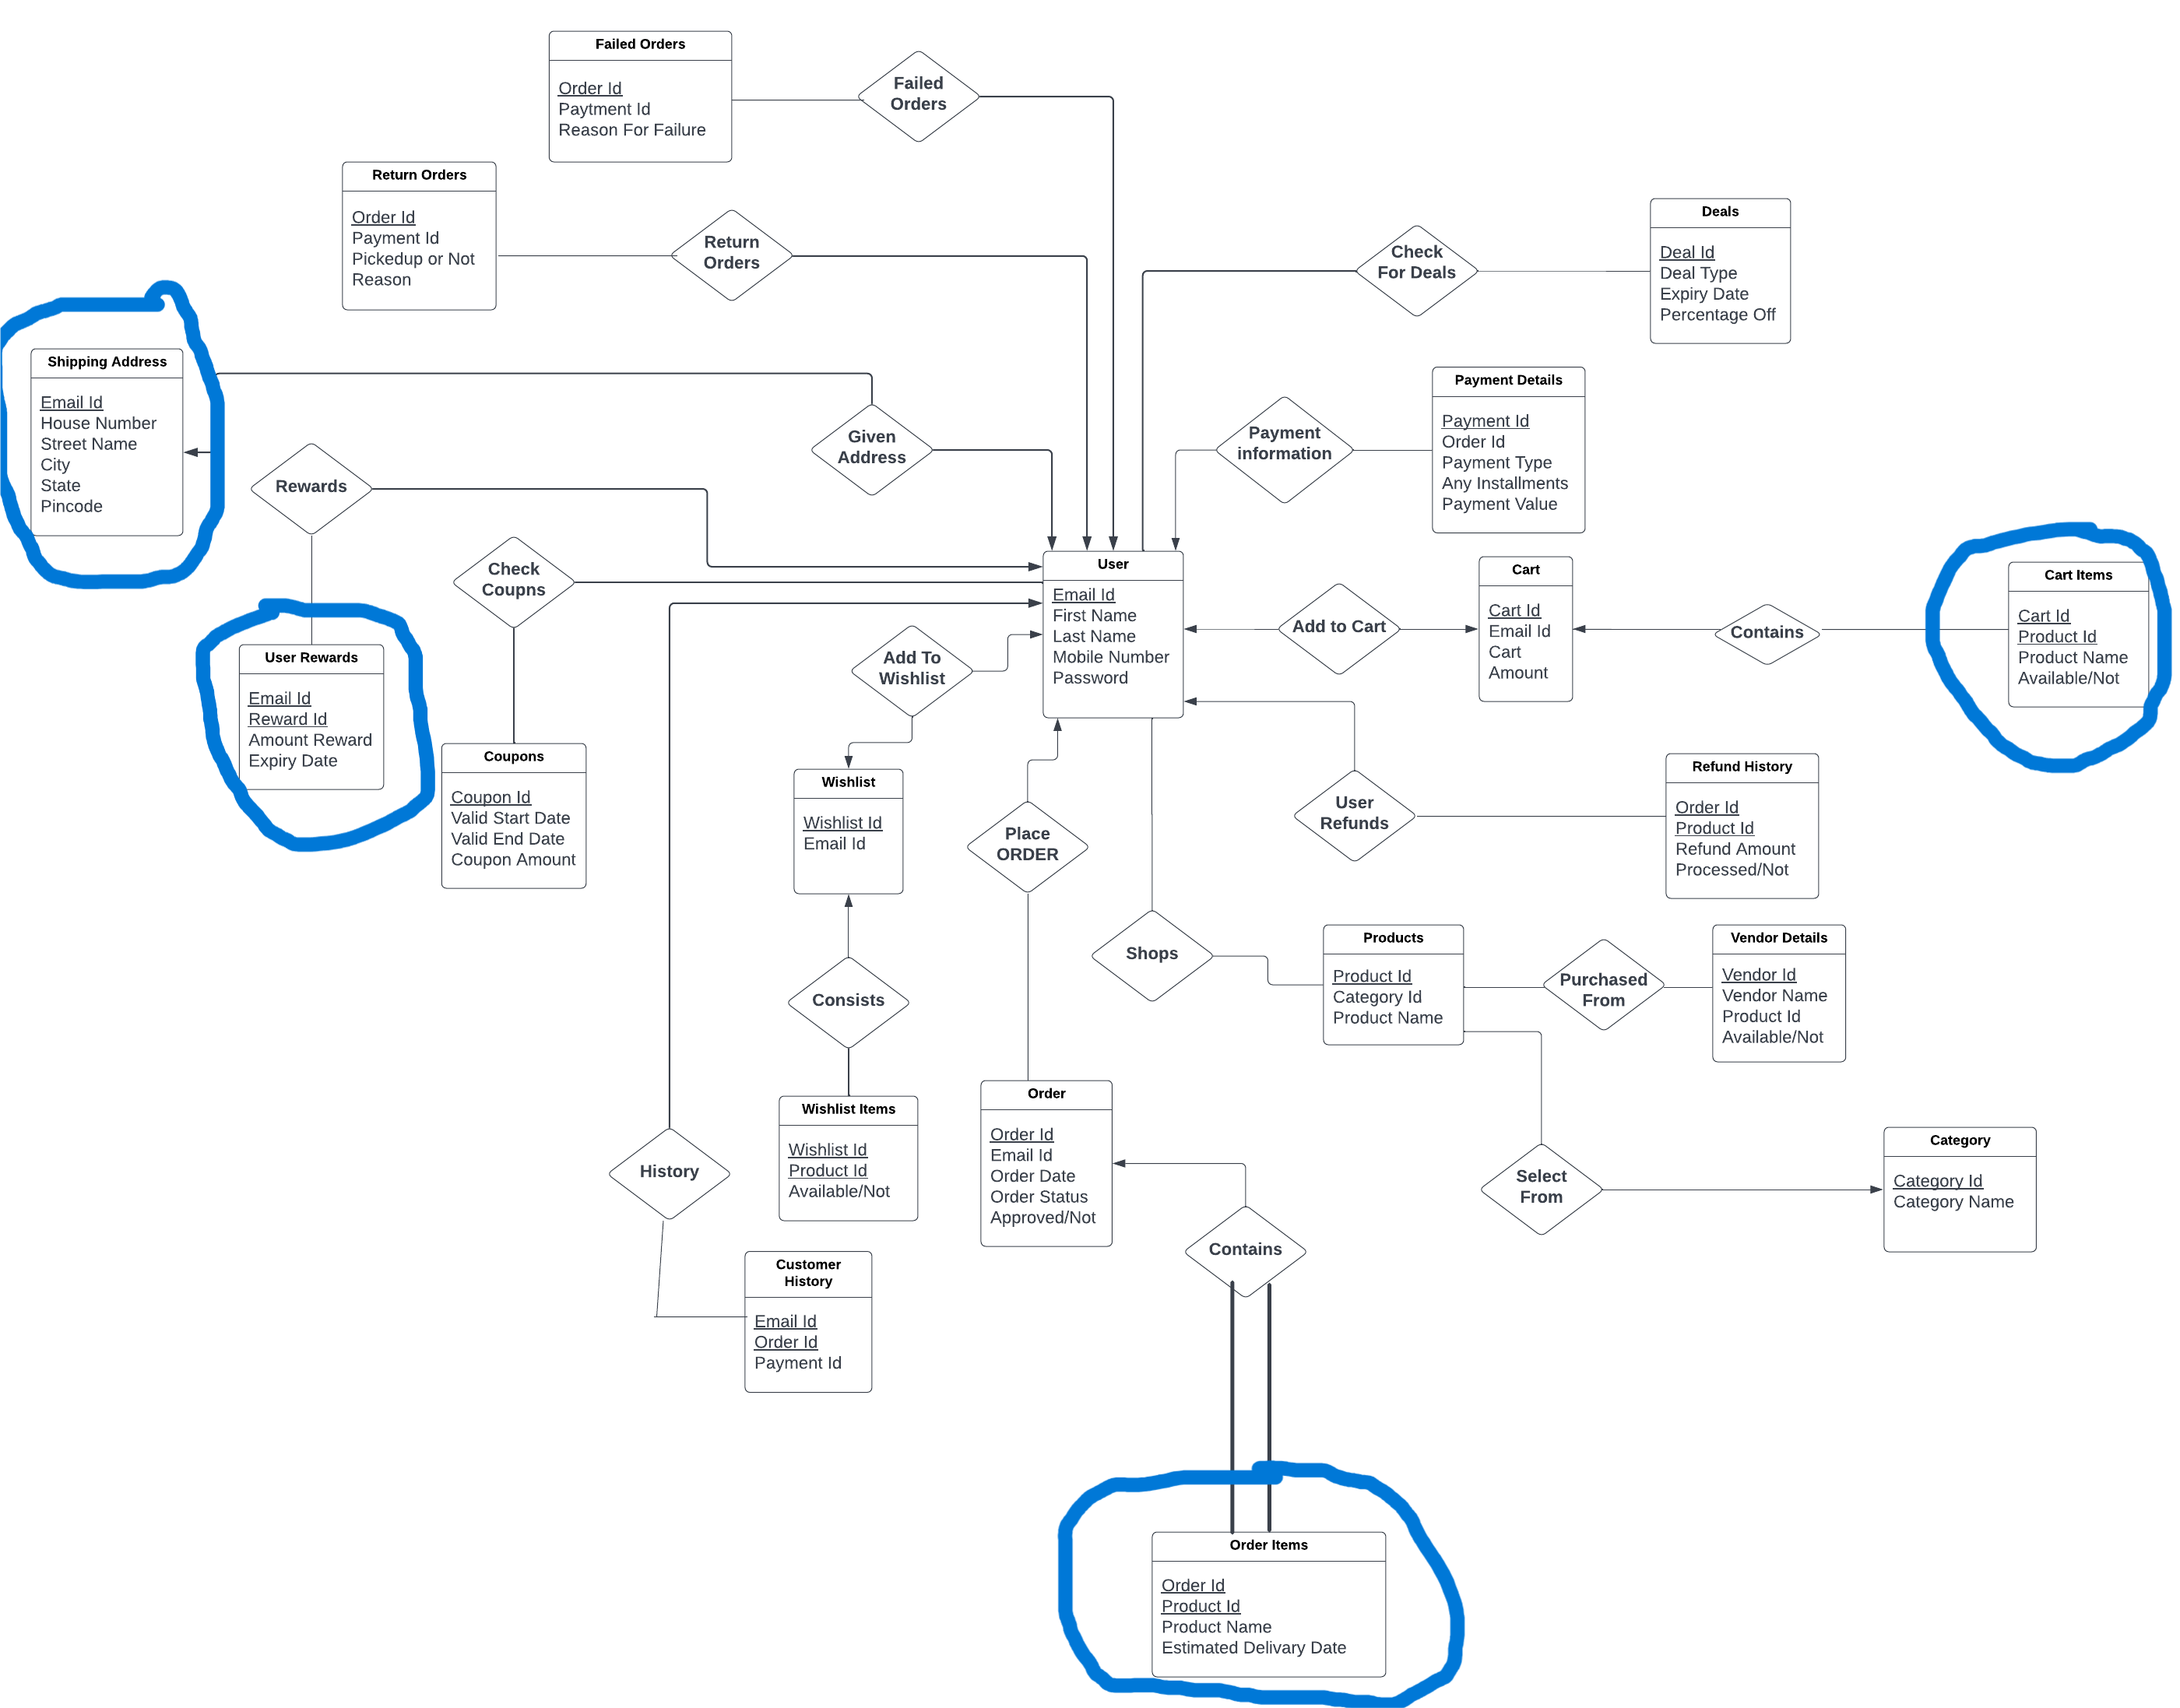 Failed Orders
Order Id
Paytment Id
Reason For Failure
Failed
Orders
Return Orders
Order Id
Payment Id
Pickedup or Not
Reason
Return
Orders
Check
For Deals
Deals
Deal Id
Deal Type
Expiry Date
Percentage Off
Shipping Address
Email Id
House Number
Street Name
City
State
Pincode
Given
Address
Payment
information
Payment Details
Payment Id
Order Id
Payment Type
Any Installments
Payment Value
Rewards
Check
Coupns
User
Email Id
First Name
Last Name
Mobile Number
Password
Add to Cart
Cart
Cart Id
Email Id
Cart
Amount
Contains
Cart Items
Cart Id
Product Id
Product Name
Available/Not
User Rewards
Email Id
Reward Id
Amount Reward
Expiry Date
Add To
Wishlist
Coupons
Coupon Id
Valid Start Date
Valid End Date
Coupon Amount
Wishlist
Wishlist Id
Email Id
Place
ORDER
User
Refunds
Refund History
Order Id
Product Id
Refund Amount
Processed/Not
Consists
Shops
Products
Product Id
Category Id
Product Name
Purchased
From
Vendor Details
Vendor Id
Vendor Name
Product Id
Available/Not
History
Wishlist Items
Wishlist Id
Product Id
Available/Not
Order
Order Id
Email Id
Order Date
Order Status
Approved/Not
Select
From
Category
Category Id
Category Name
Contains
Customer
History
Email Id
Order Id
Payment Id
Order Items
Order Id
Product Id
Product Name
Estimated Delivary Date